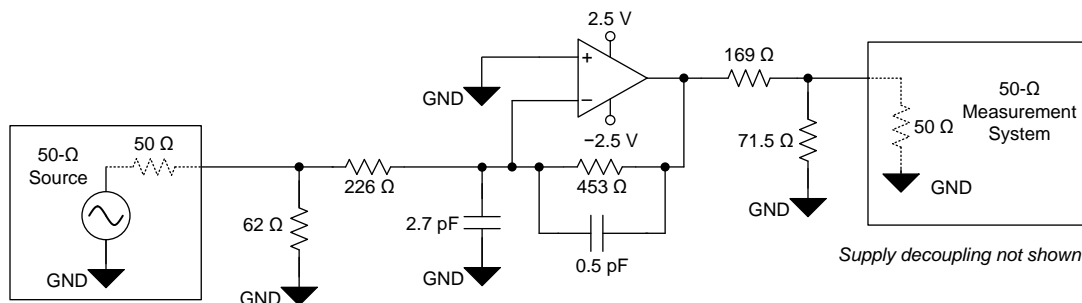 2.5 V
+
GND
−
−2.5 V
169 Ω
71.5 Ω
GND
50-Ω
Measurement
System
50 Ω
GND
50-Ω
Source
50 Ω
GND
62 Ω
GND
226 Ω
2.7 pF
GND
453 Ω
0.5 pF
Supply decoupling not shown